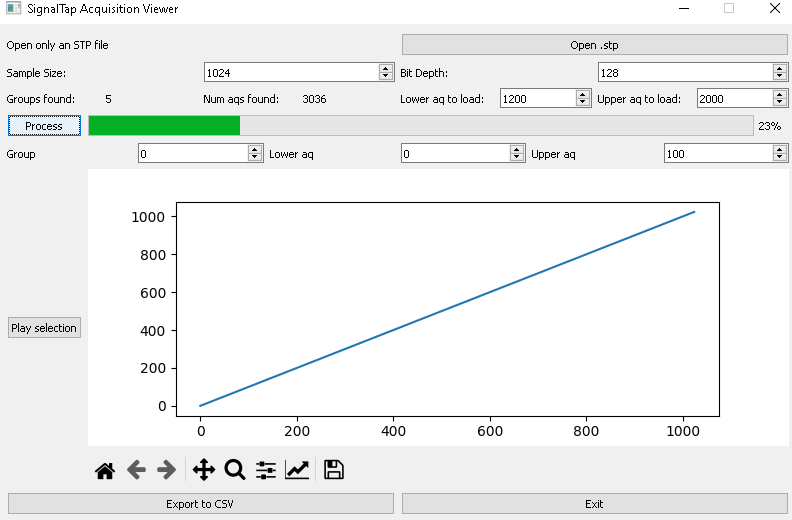 SignalTap Acquisition Viewer
Open only an STP file Open .stp
Sample Size: 1024 Bit Depth: 128
Groups found: 5 Num aqs found: 3036 Lower aq to load: 1200 Upper aq to load: 2000
Process 23%
Group 0 Lower aq 0 Upper aq 100
1000
800
600
400
200
0
0 200 400 600 800 1000
Play selection
Export to CSV Exit